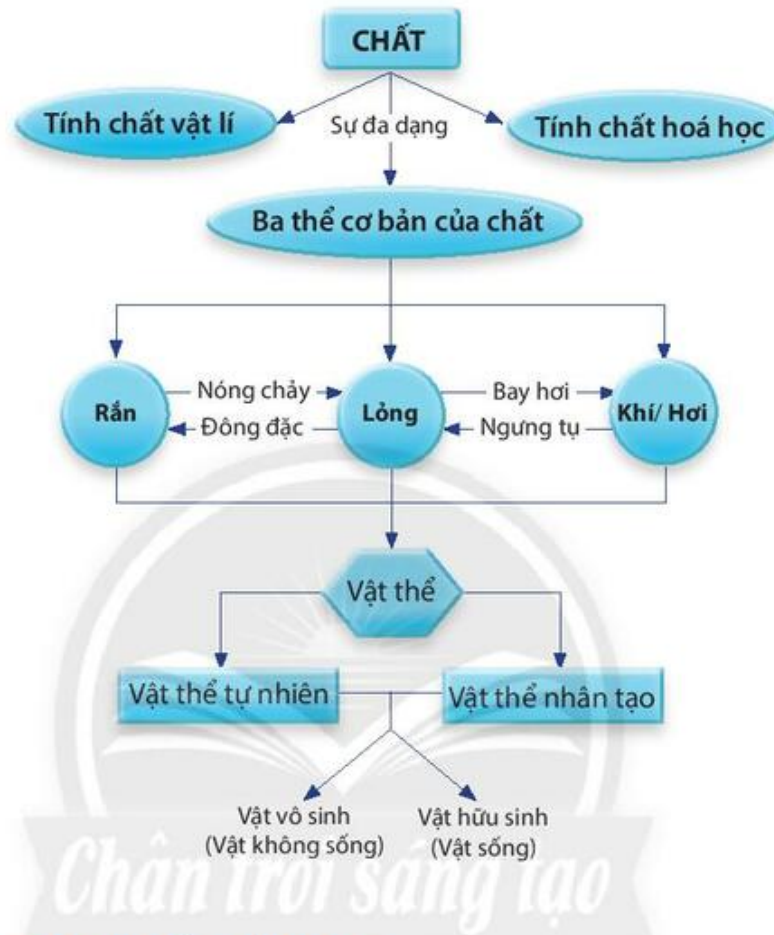 CHẤT
Tính chất vật lí
Sự đa dạng
Tính chất hoá học
Ba thể cơ bản của chất
Rắn
Nóng chảy
Đông đặc
Lỏng
Bay hơi
Ngưng tụ
Khí/ Hơi
Vật thể
Vật thể tự nhiên
Vật thể nhân tạo
Vật vô sinh
(Vật không sống)
Vật hữu sinh
(Vật sống)
Chân trời sáng tạo